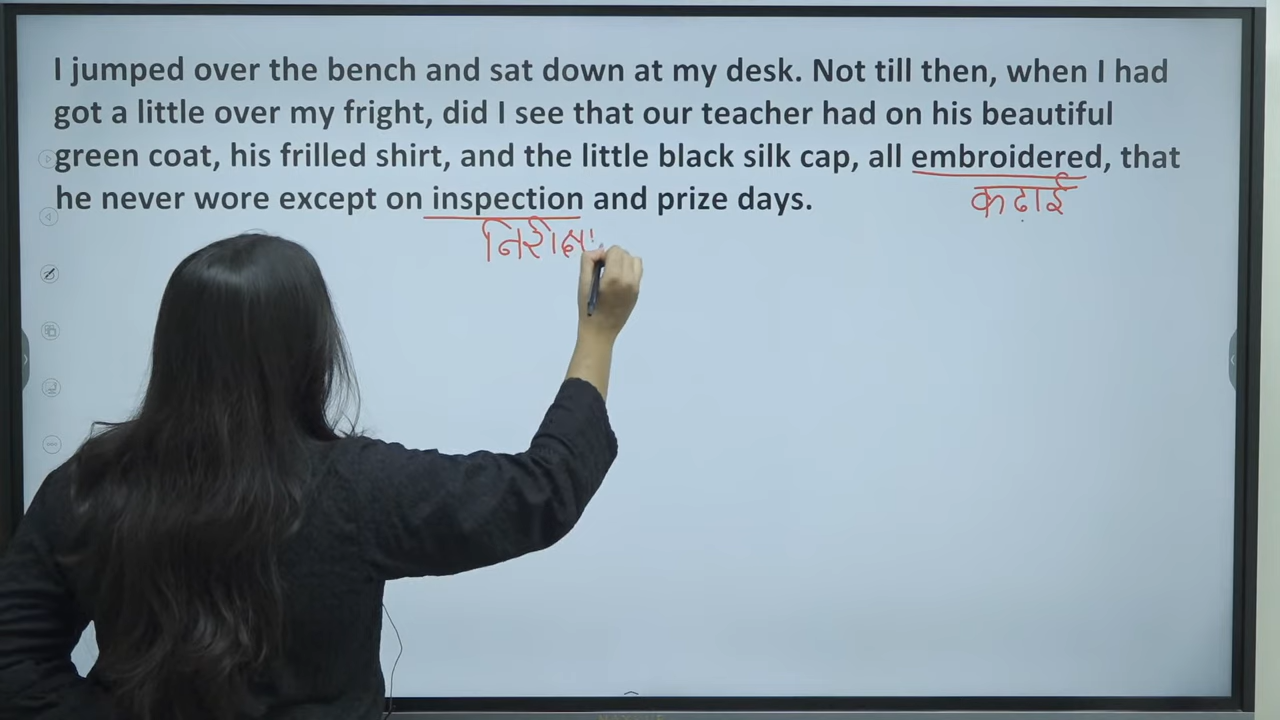 I jumped over the bench and sat down at my desk. Not till then, when I had
got a little over my fright, did I see that our teacher had on his beautiful
green coat, his frilled shirt, and the little black silk cap, all embroidered, that
he never wore except on inspection and prize days.
कढ़ाई